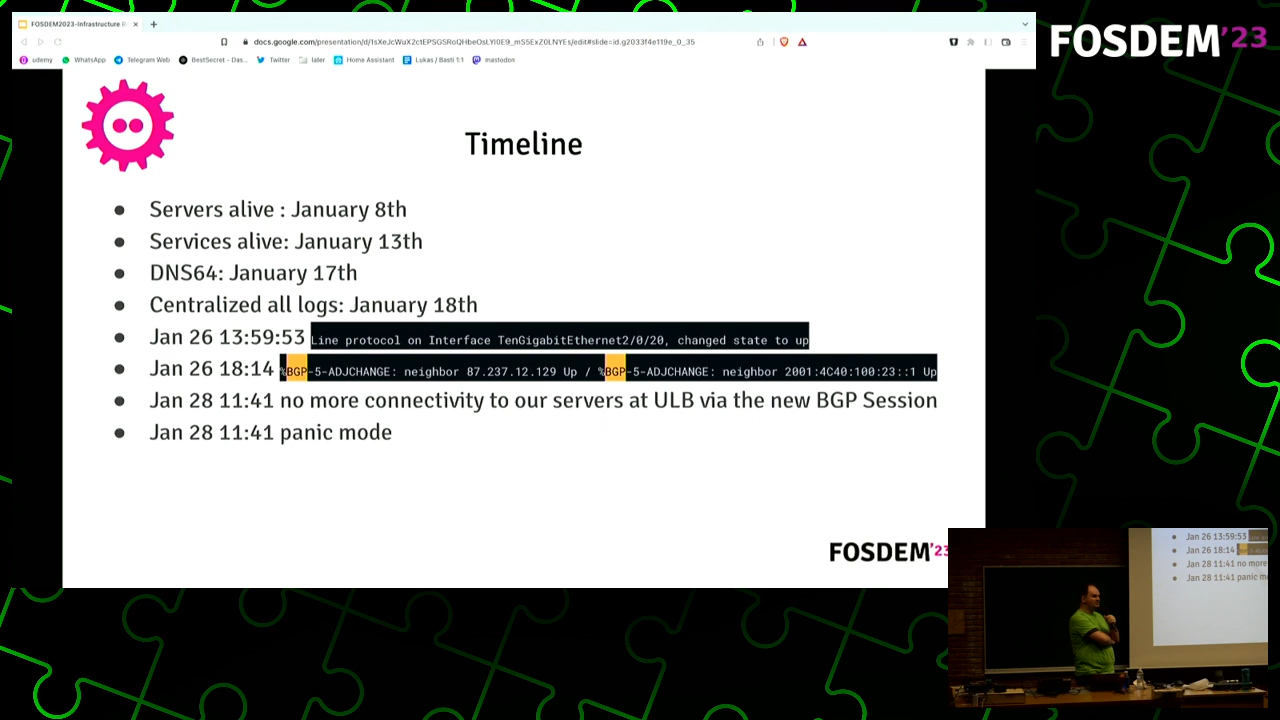 FOSDEM2023-Infrastructure R
docs.google.com/presentation/d/
Timeline
Servers alive : January 8th
Services alive: January 13th
DNS64: January 17th
Centralized all logs: January 18th
Jan 26 13:59:53 Line protocol on Interface TenGigabitEthernet2/0/20, changed state to up
Jan 26 18:14 %BGP-5-ADJCHANGE: neighbor 87.237.12.129 Up / %BGP-5-ADJCHANGE: neighbor 2001:4C40:100:23::1 Up
Jan 28 11:41 no more connectivity to our servers at ULB via the new BGP Session
Jan 28 11:41 panic mode
FOSDEM'23
FOSDEM'23
udemy WhatsApp Telegram Web BestSecret - Das... Twitter later Home Assistant Lukas / Basti 1:1 mastodon
Jan 26 13:59:53
Jan 26 18:14
Jan 28 11:41 no more
Jan 28 11:41 panic m